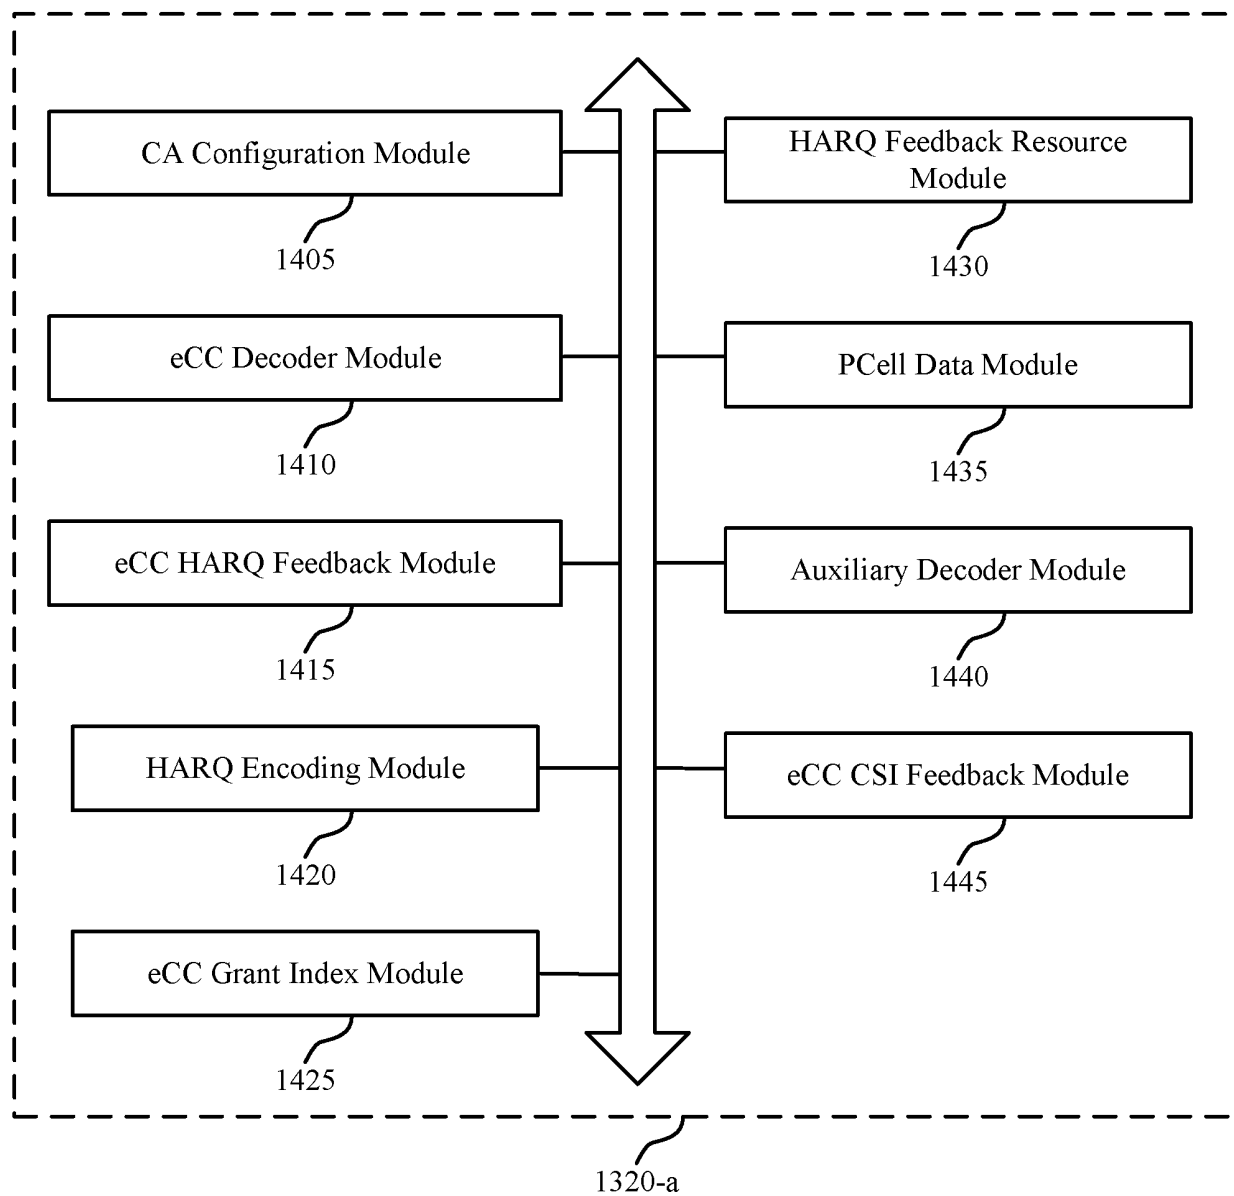 CA Configuration Module
1405
eCC Decoder Module
1410
eCC HARQ Feedback Module
1415
HARQ Encoding Module
1420
eCC Grant Index Module
1425
HARQ Feedback Resource
Module
1430
PCell Data Module
1435
Auxiliary Decoder Module
1440
eCC CSI Feedback Module
1445
1320-a